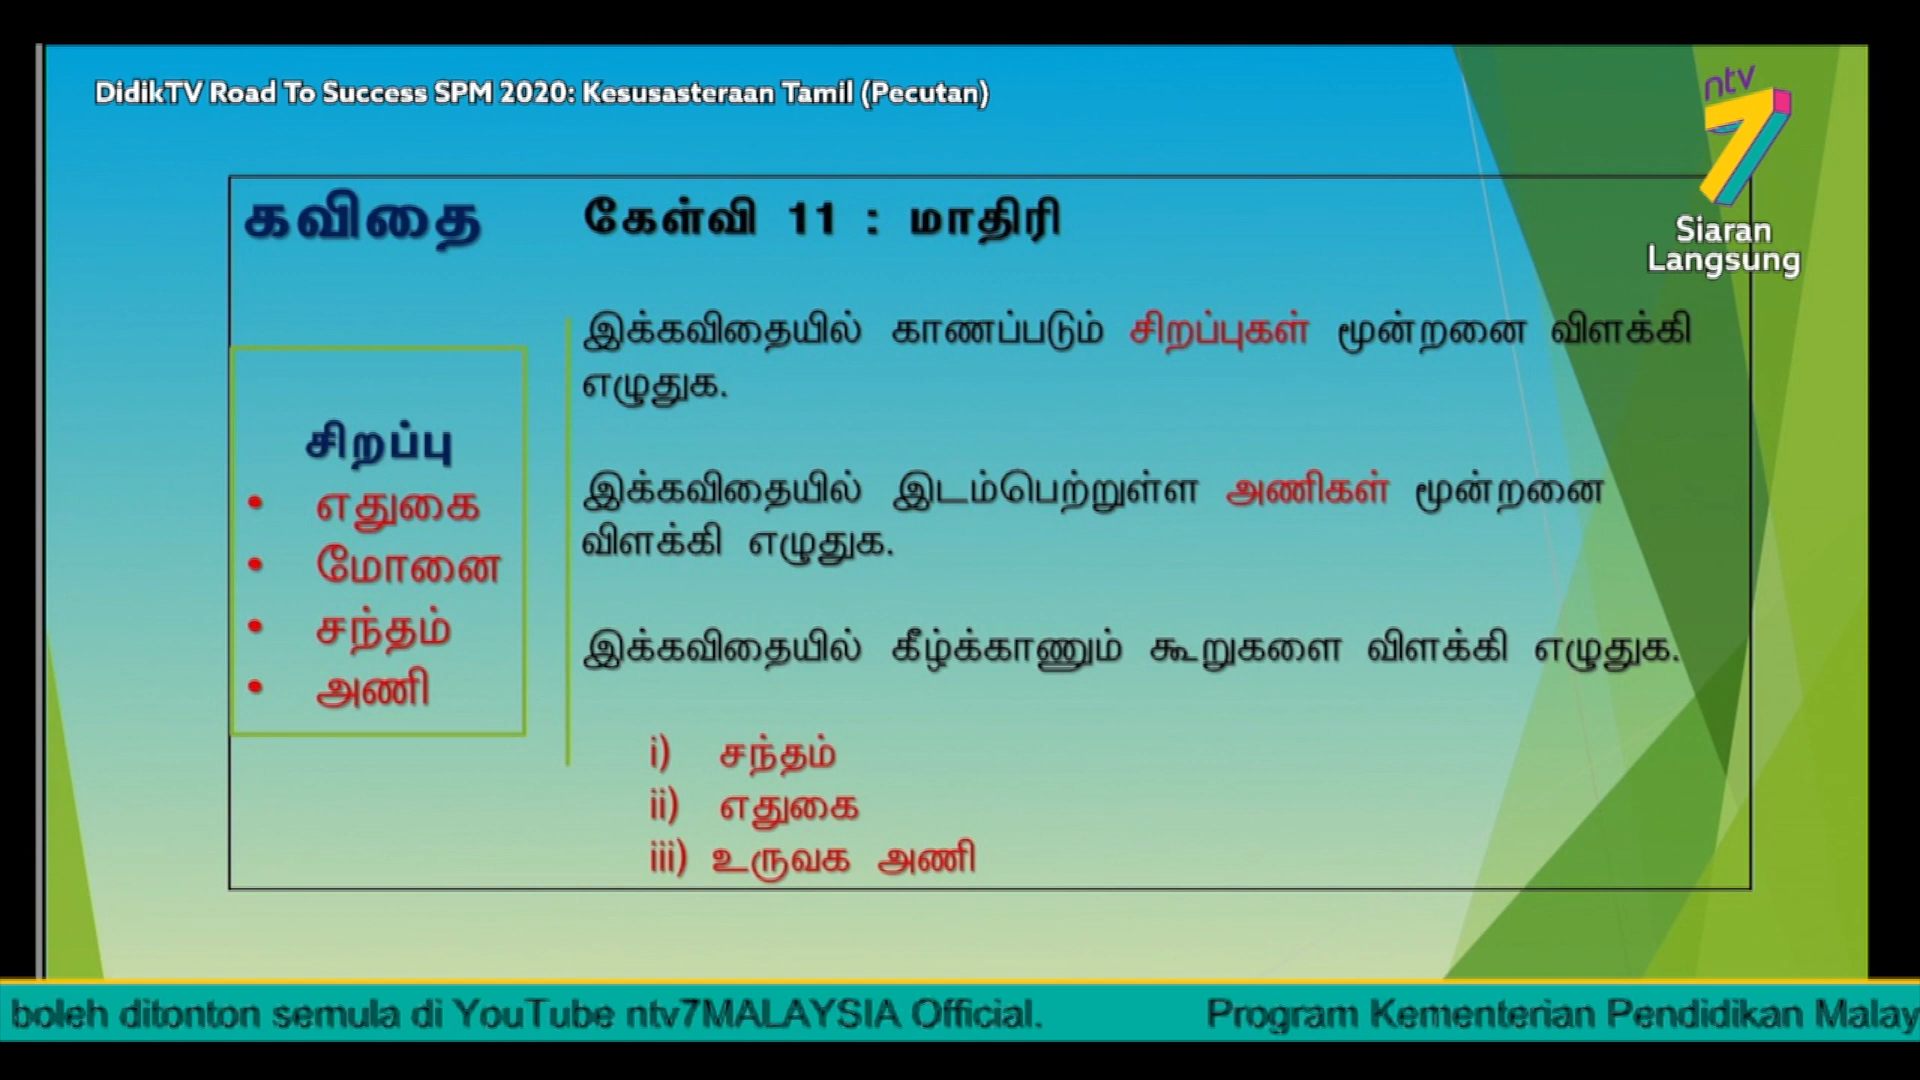 DidikTV Road To Success SPM 2020: Kesusasteraan Tamil (Pecutan)
ntv
7
Siaran
Langsung
கவிதை
கேள்வி 11 : மாதிரி
சிறப்பு
• எதுகை
• மோனை
• சந்தம்
• அணி
இக்கவிதையில் காணப்படும் சிறப்புகள் மூன்றனை விளக்கி
எழுதுக.
இக்கவிதையில் இடம்பெற்றுள்ள அணிகள் மூன்றனை
விளக்கி எழுதுக.
இக்கவிதையில் கீழ்க்காணும் கூறுகளை விளக்கி எழுதுக.
i) சந்தம்
ii) எதுகை
iii) உருவக அணி
boleh ditonton semula di YouTube ntv7MALAYSIA Official. Program Kementerian Pendidikan Malay